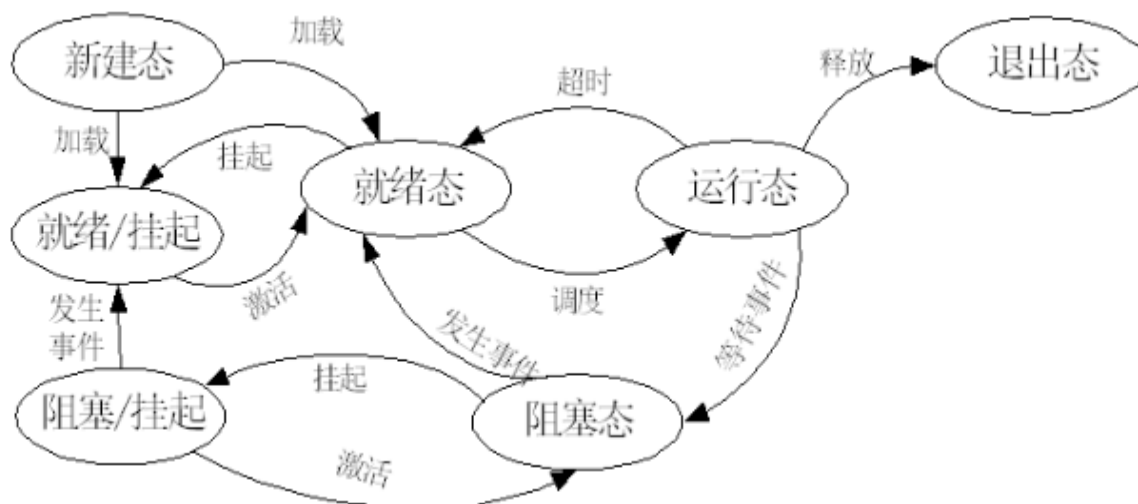 加载
新建态
释放
退出态
超时
加载
挂起
就绪态
运行态
就绪/挂起
激活
调度
发生
事件
发生事件
等待事件
挂起
阻塞/挂起
阻塞态
激活